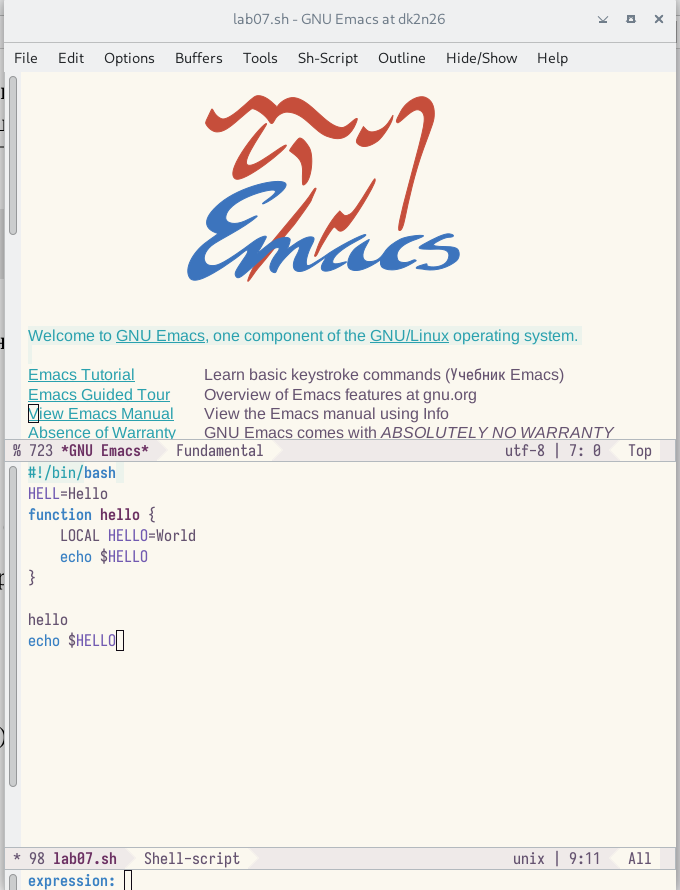 lab07.sh - GNU Emacs at dk2n26
File Edit Options Buffers Tools Sh-Script Outline Hide/Show Help
Emacs
Welcome to GNU Emacs, one component of the GNU/Linux operating system.
Emacs Tutorial Learn basic keystroke commands (Учебник Emacs)
Emacs Guided Tour Overview of Emacs features at gnu.org
View Emacs Manual View the Emacs manual using Info
Absence of Warranty GNU Emacs comes with ABSOLUTELY NO WARRANTY
% 723 *GNU Emacs* Fundamental utf-8 | 7: 0 Top
#!/bin/bash
HELL=Hello
function hello {
    LOCAL HELLO=World
    echo $HELLO
}
hello
echo $HELLO
* 98 lab07.sh Shell-script unix | 9:11 All
expression: